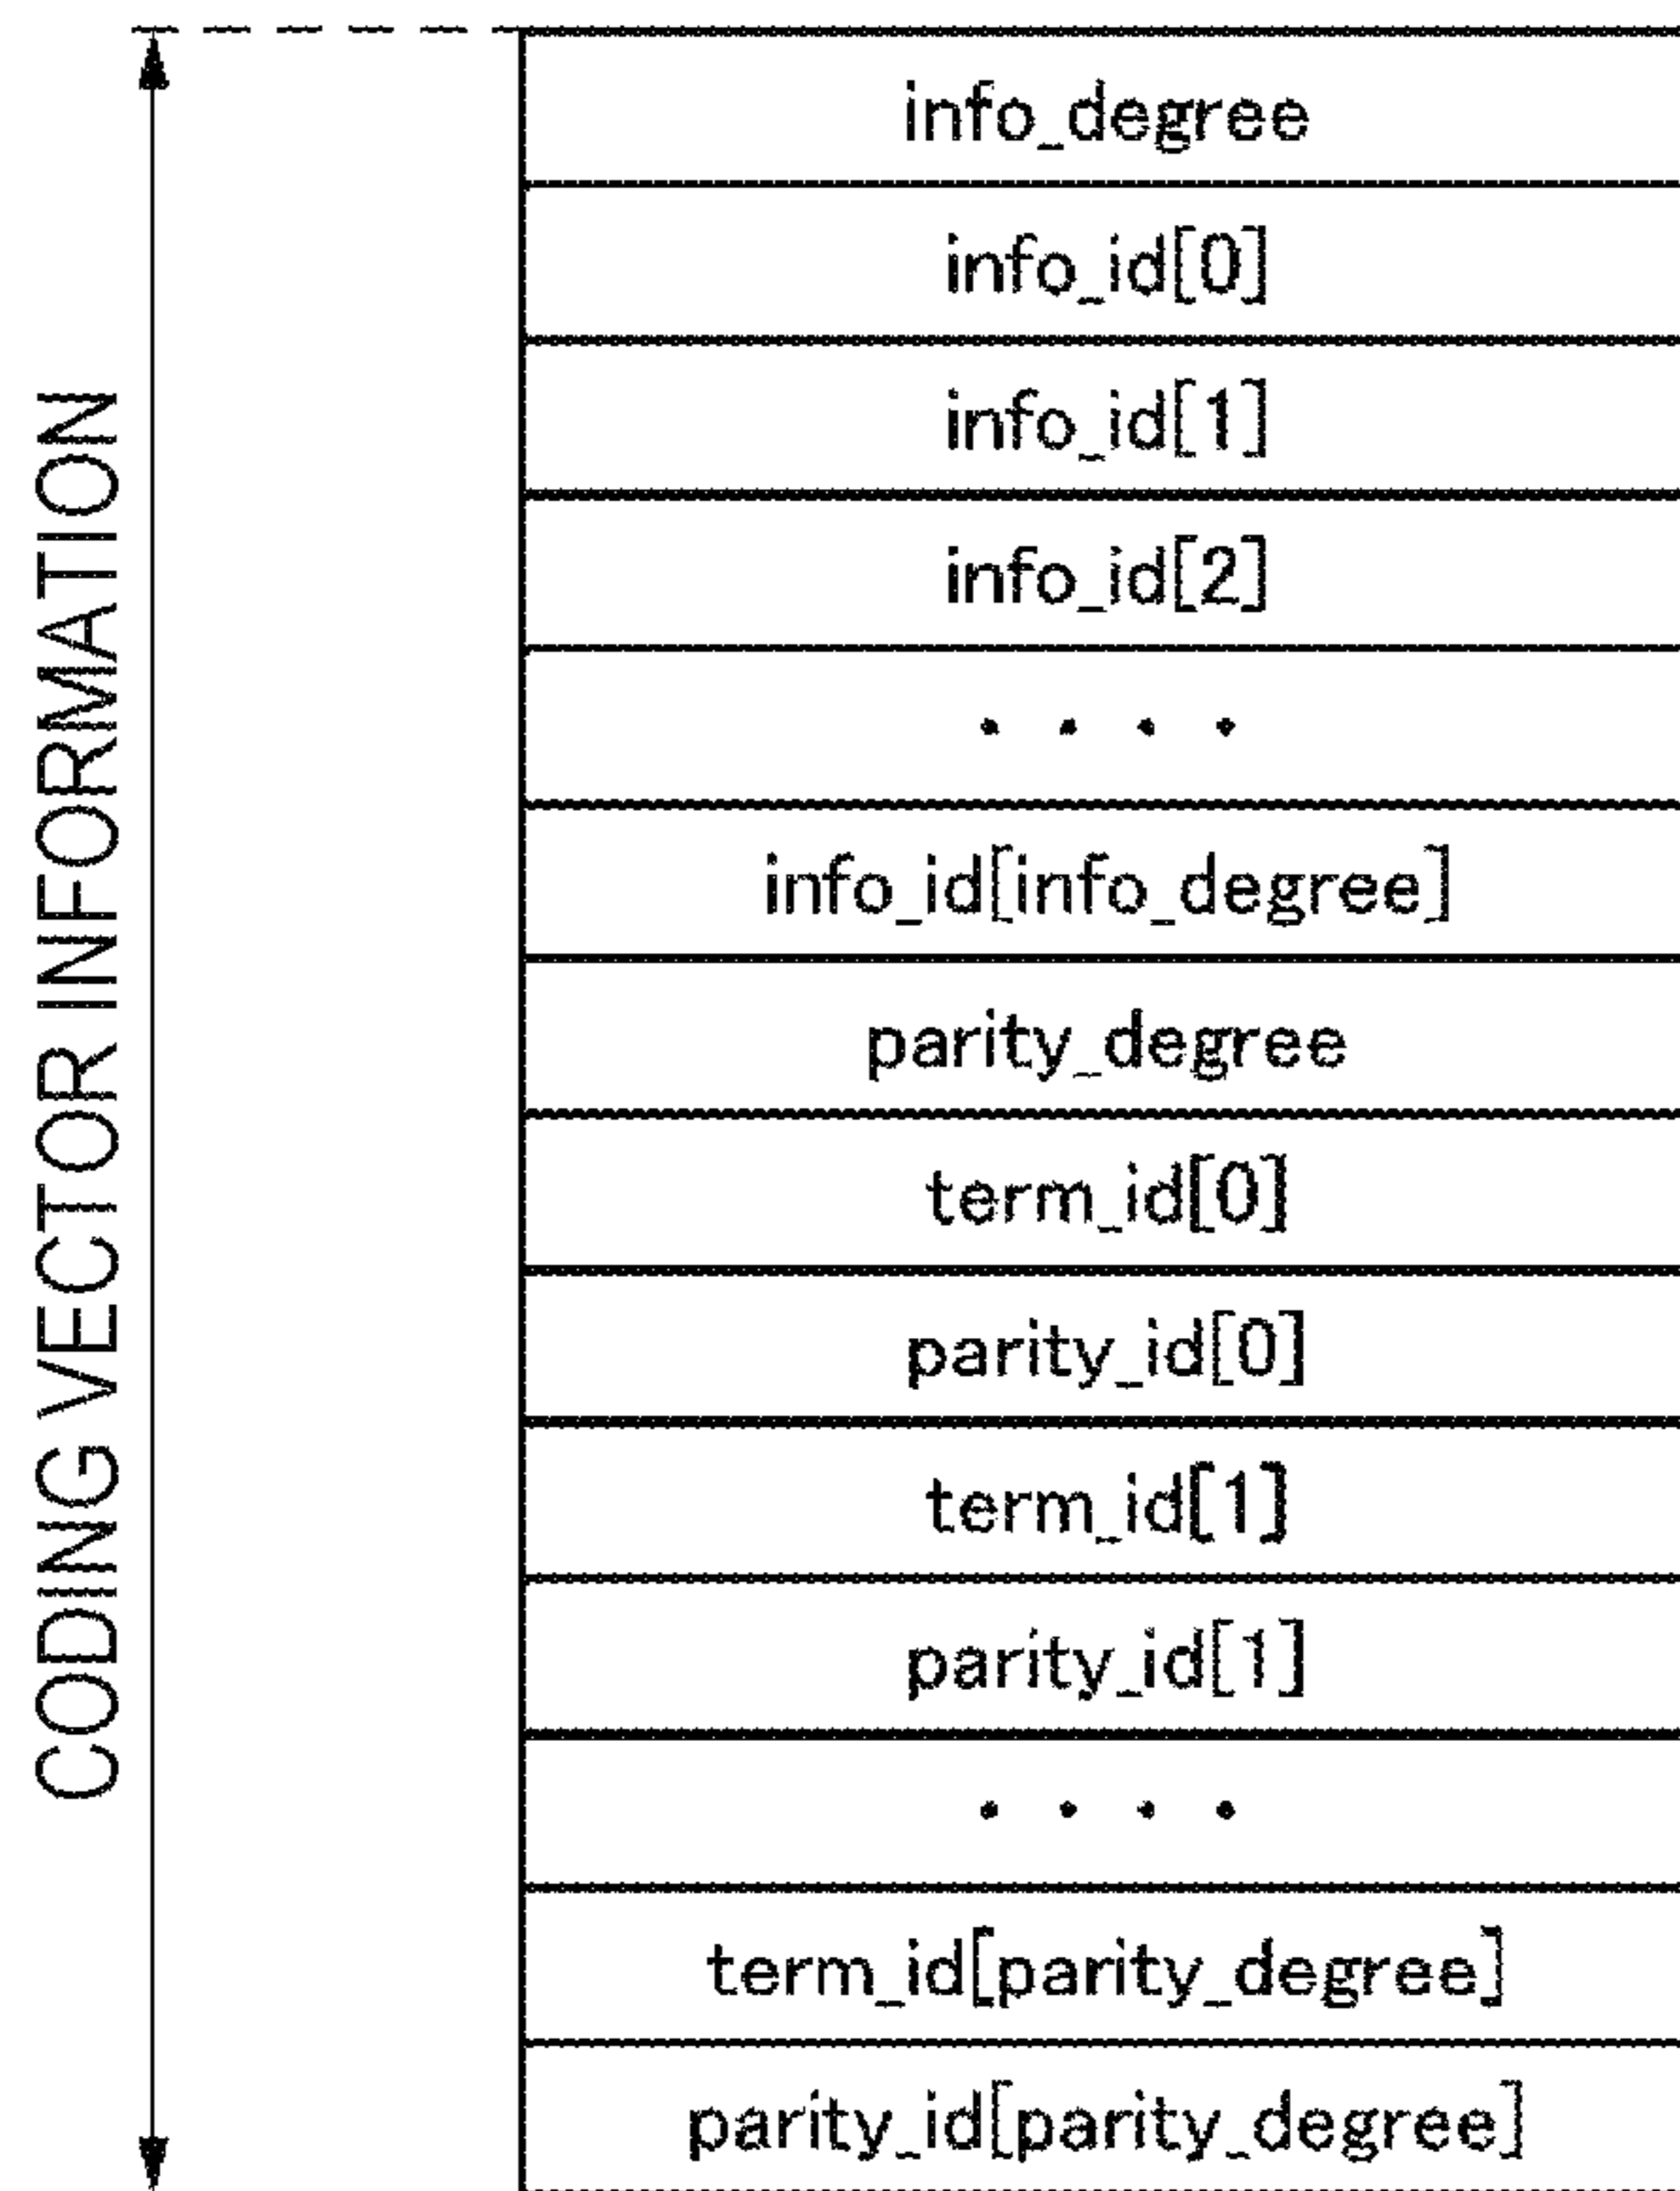 CODING VECTOR INFORMATION
info_degree
info_id[0]
info_id[1]
info_id[2]
・・・・
info_id[info_degree]
parity_degree
term_id[0]
parity_id[0]
term_id[1]
parity_id[1]
・・・・
term_id[parity_degree]
parity_id[parity_degree]